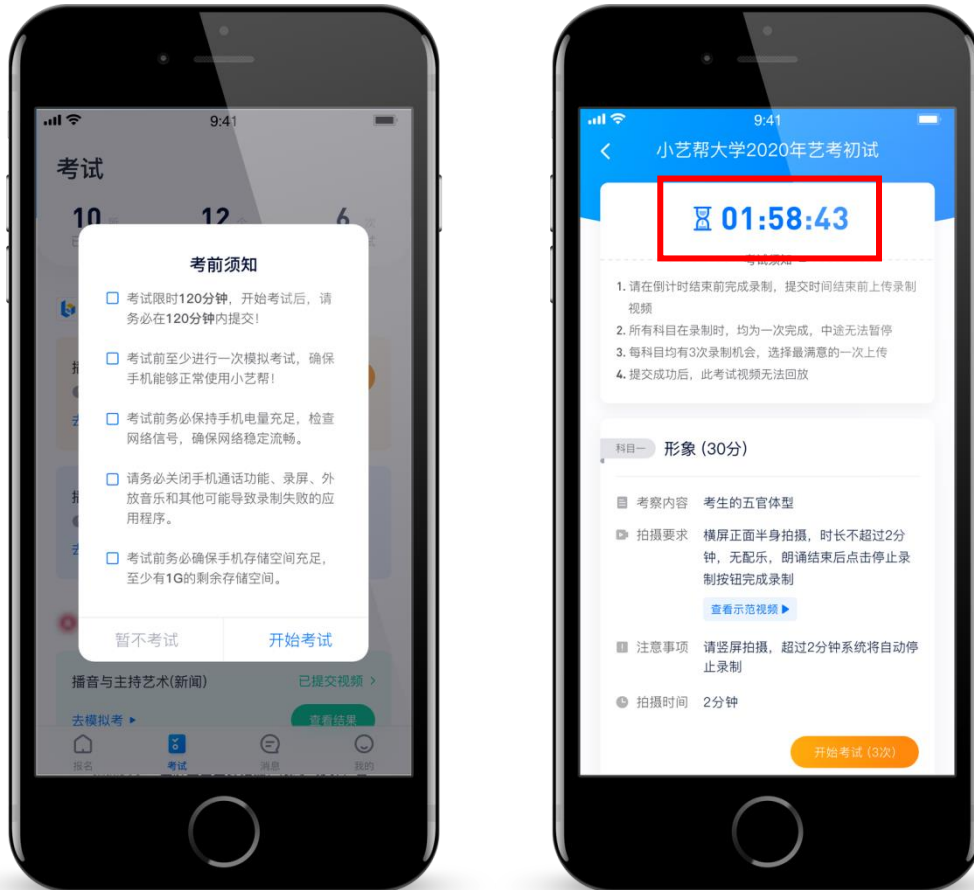 9:41
考试
10
12
6
考前须知
考试限时120分钟，开始考试后，请
务必在120分钟内提交！
考试前至少进行一次模拟考试，确保
手机能够正常使用小艺帮！
考试前务必保持手机电量充足，检查
网络信号，确保网络稳定流畅。
请务必关闭手机通话功能、录屏、外
放音乐和其他可能导致录制失败的应
用程序。
考试前务必确保手机存储空间充足，
至少有1G的剩余存储空间。
暂不考试
开始考试
播音与主持艺术(新闻)
已提交视频 >
去模拟考
查看结果
报名
考试
消息
我的
9:41
小艺帮大学2020年艺考初试
01:58:43
考试须知
1. 请在倒计时结束前完成录制，提交时间结束前上传录制
视频
2. 所有科目在录制时，均为一次完成，中途无法暂停
3. 每科目均有3次录制机会，选择最满意的一次上传
4. 提交成功后，此考试视频无法回放
科目一
形象 (30分)
考察内容 考生的五官体型
拍摄要求 横屏正面半身拍摄，时长不超过2分
钟，无配乐，朗诵结束后点击停止录
制按钮完成录制
查看示范视频
注意事项 请竖屏拍摄，超过2分钟系统将自动停
止录制
拍摄时间 2分钟
开始考试 (3次)